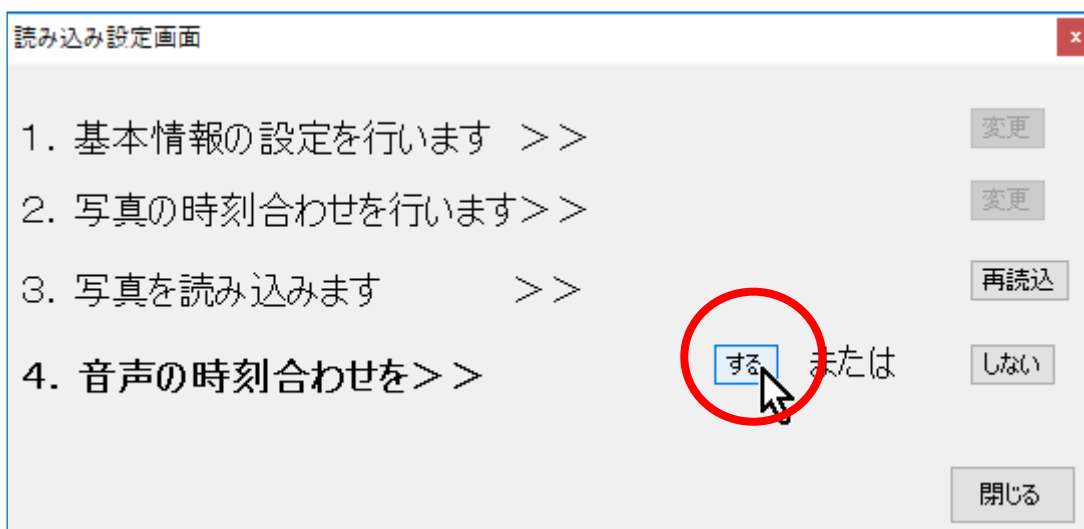 読み込み設定画面 x
1. 基本情報の設定を行います >> 変更
2. 写真の時刻合わせを行います>> 変更
3. 写真を読み込みます >> 再読込
4. 音声の時刻合わせを>> する または しない
閉じる